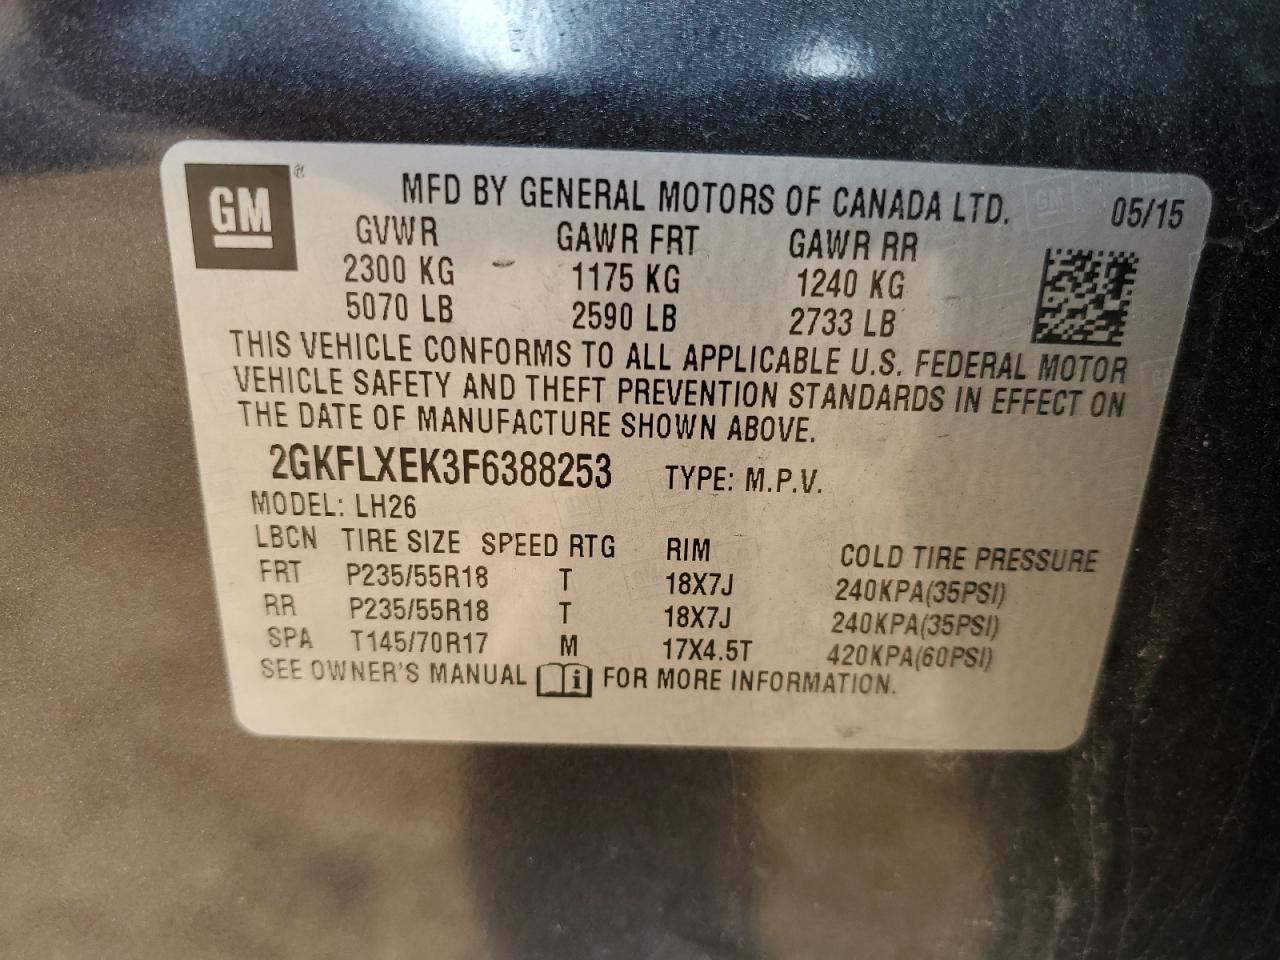 GM®
MFD BY GENERAL MOTORS OF CANADA LTD. 05/15
GVWR GAWR FRT GAWR RR
2300 KG 1175 KG 1240 KG
5070 LB 2590 LB 2733 LB
THIS VEHICLE CONFORMS TO ALL APPLICABLE U.S. FEDERAL MOTOR
VEHICLE SAFETY AND THEFT PREVENTION STANDARDS IN EFFECT ON
THE DATE OF MANUFACTURE SHOWN ABOVE.
2GKFLXEK3F6388253 TYPE: M.P.V.
MODEL: LH26
LBCN TIRE SIZE SPEED RTG RIM COLD TIRE PRESSURE
FRT P235/55R18 T 18X7J 240KPA(35PSI)
RR P235/55R18 T 18X7J 240KPA(35PSI)
SPA T145/70R17 M 17X4.5T 420KPA(60PSI)
SEE OWNER'S MANUAL i FOR MORE INFORMATION.